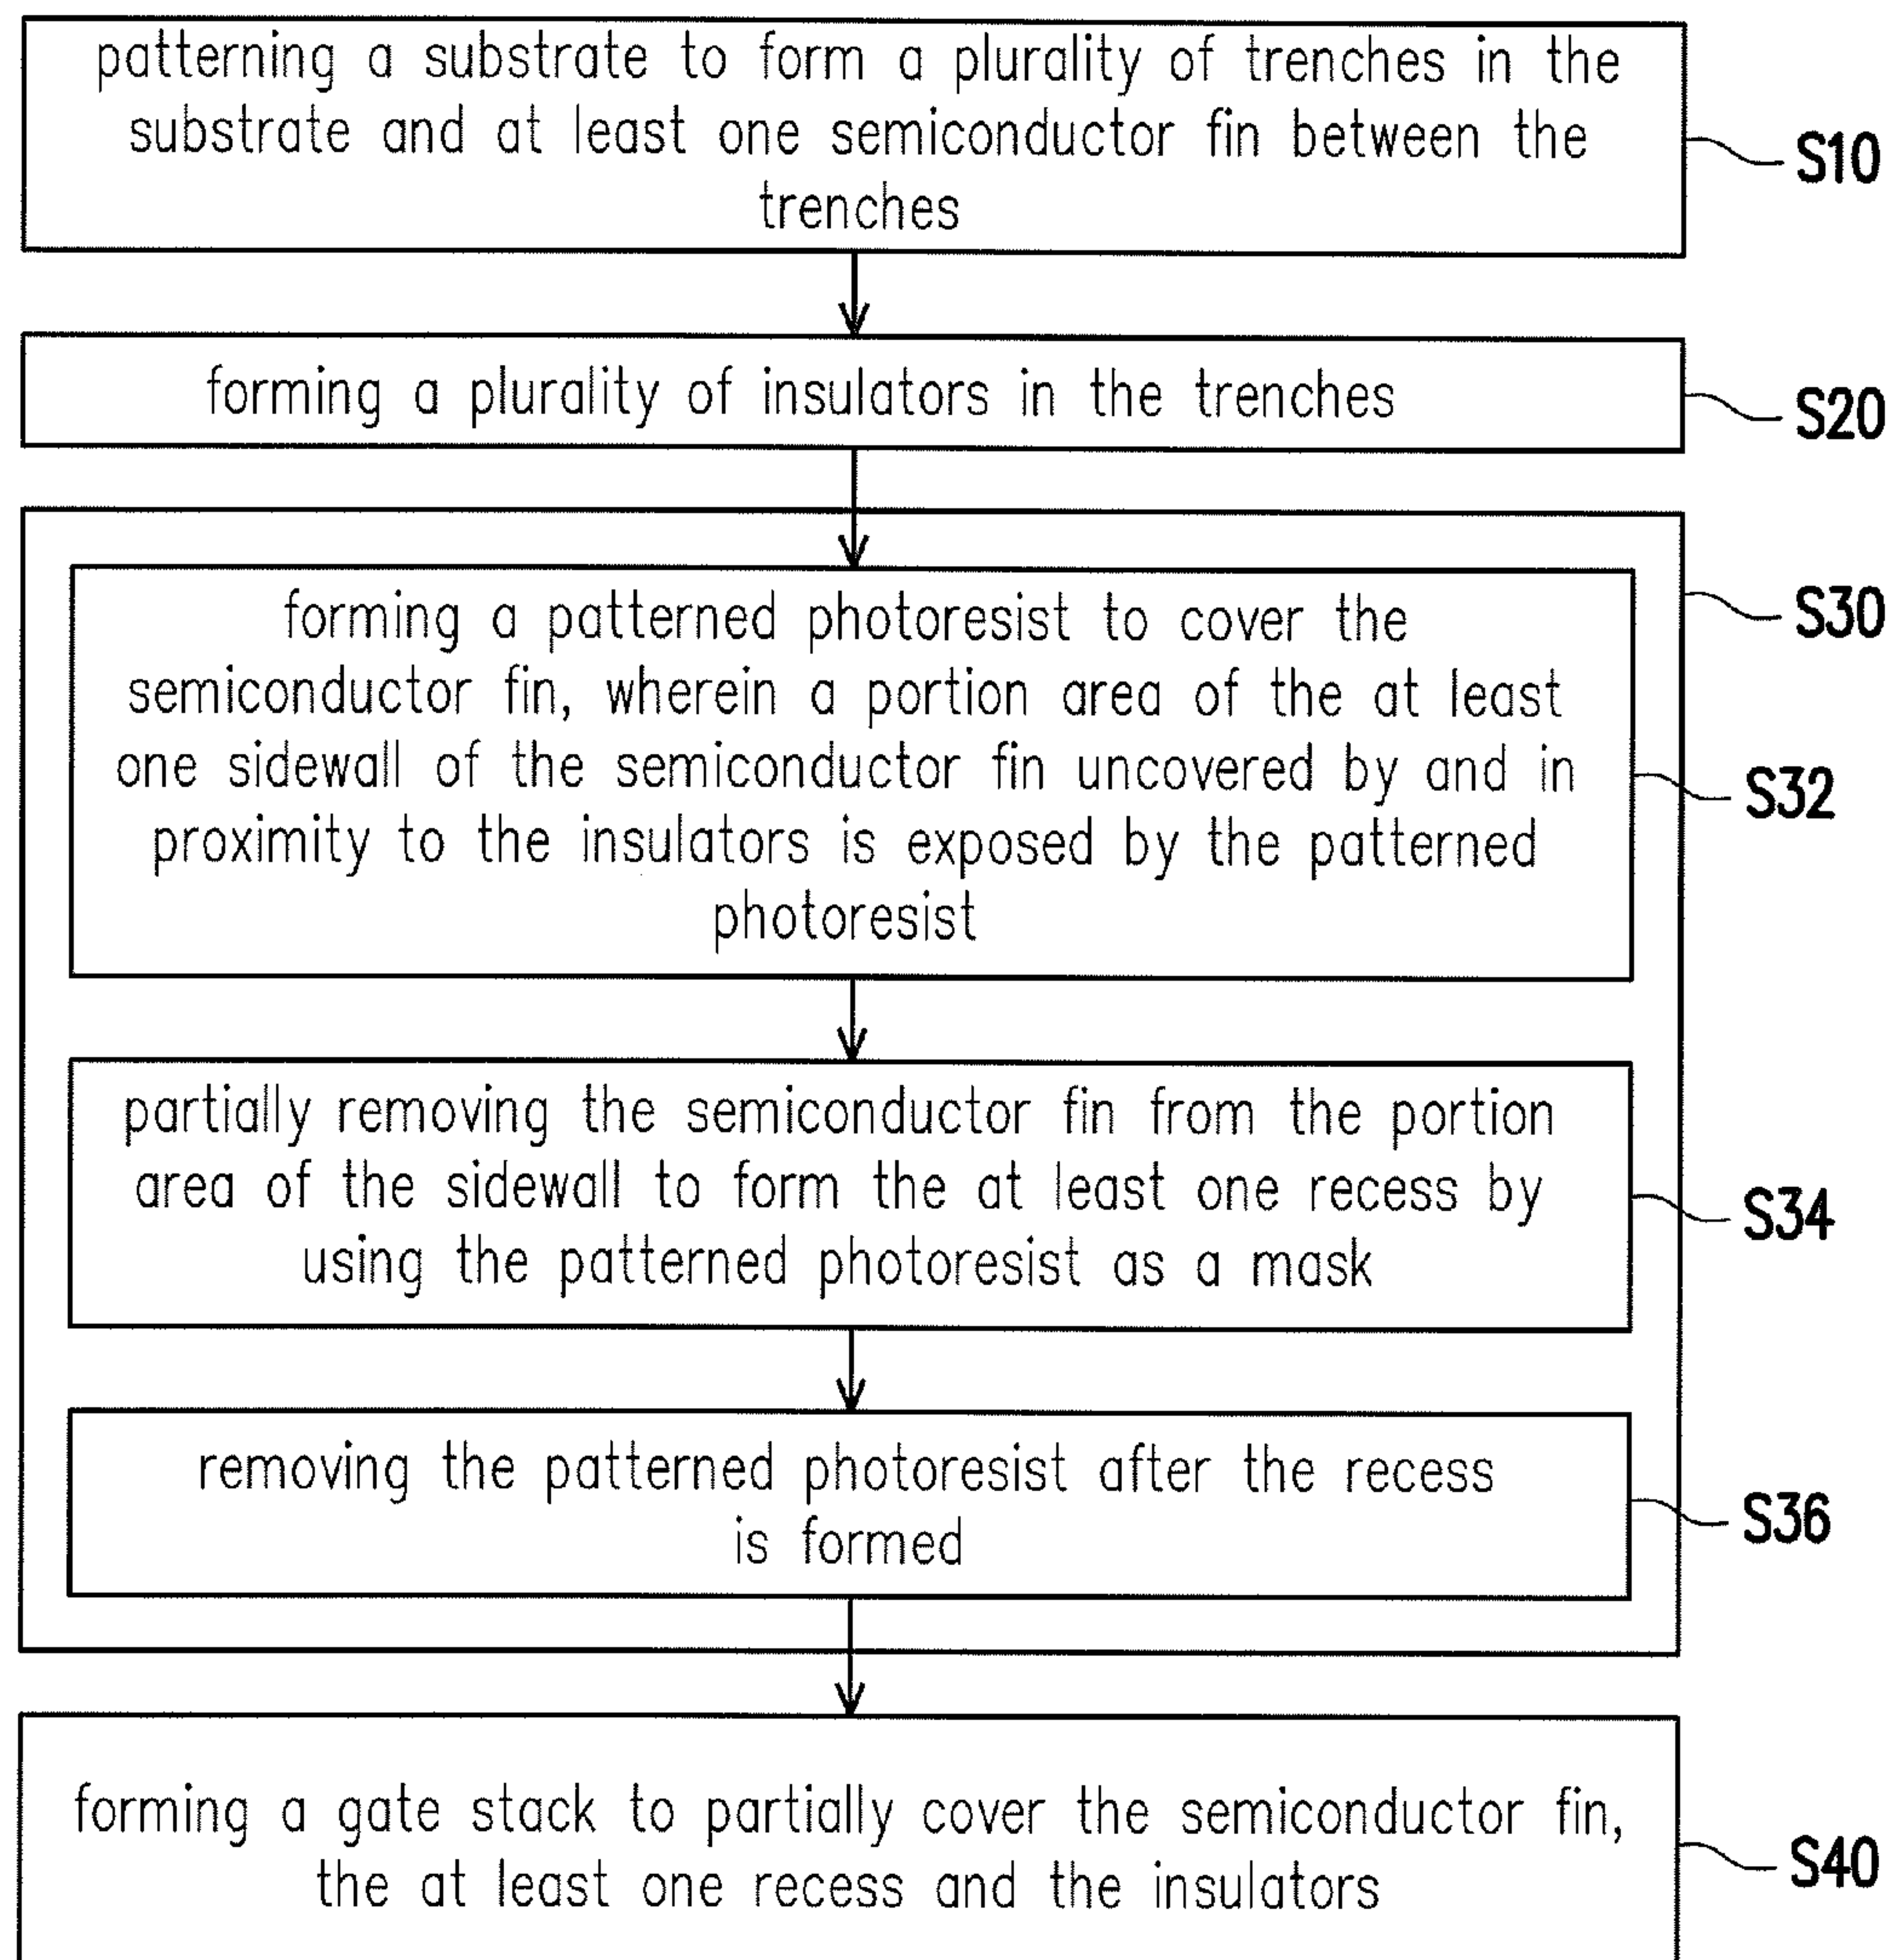 patterning a substrate to form a plurality of trenches in the
substrate and at least one semiconductor fin between the
trenches
S10
forming a plurality of insulators in the trenches
S20
S30
forming a patterned photoresist to cover the
semiconductor fin, wherein a portion area of the at least
one sidewall of the semiconductor fin uncovered by and in
proximity to the insulators is exposed by the patterned
photoresist
S32
partially removing the semiconductor fin from the portion
area of the sidewall to form the at least one recess by
using the patterned photoresist as a mask
S34
removing the patterned photoresist after the recess
is formed
S36
forming a gate stack to partially cover the semiconductor fin,
the at least one recess and the insulators
S40